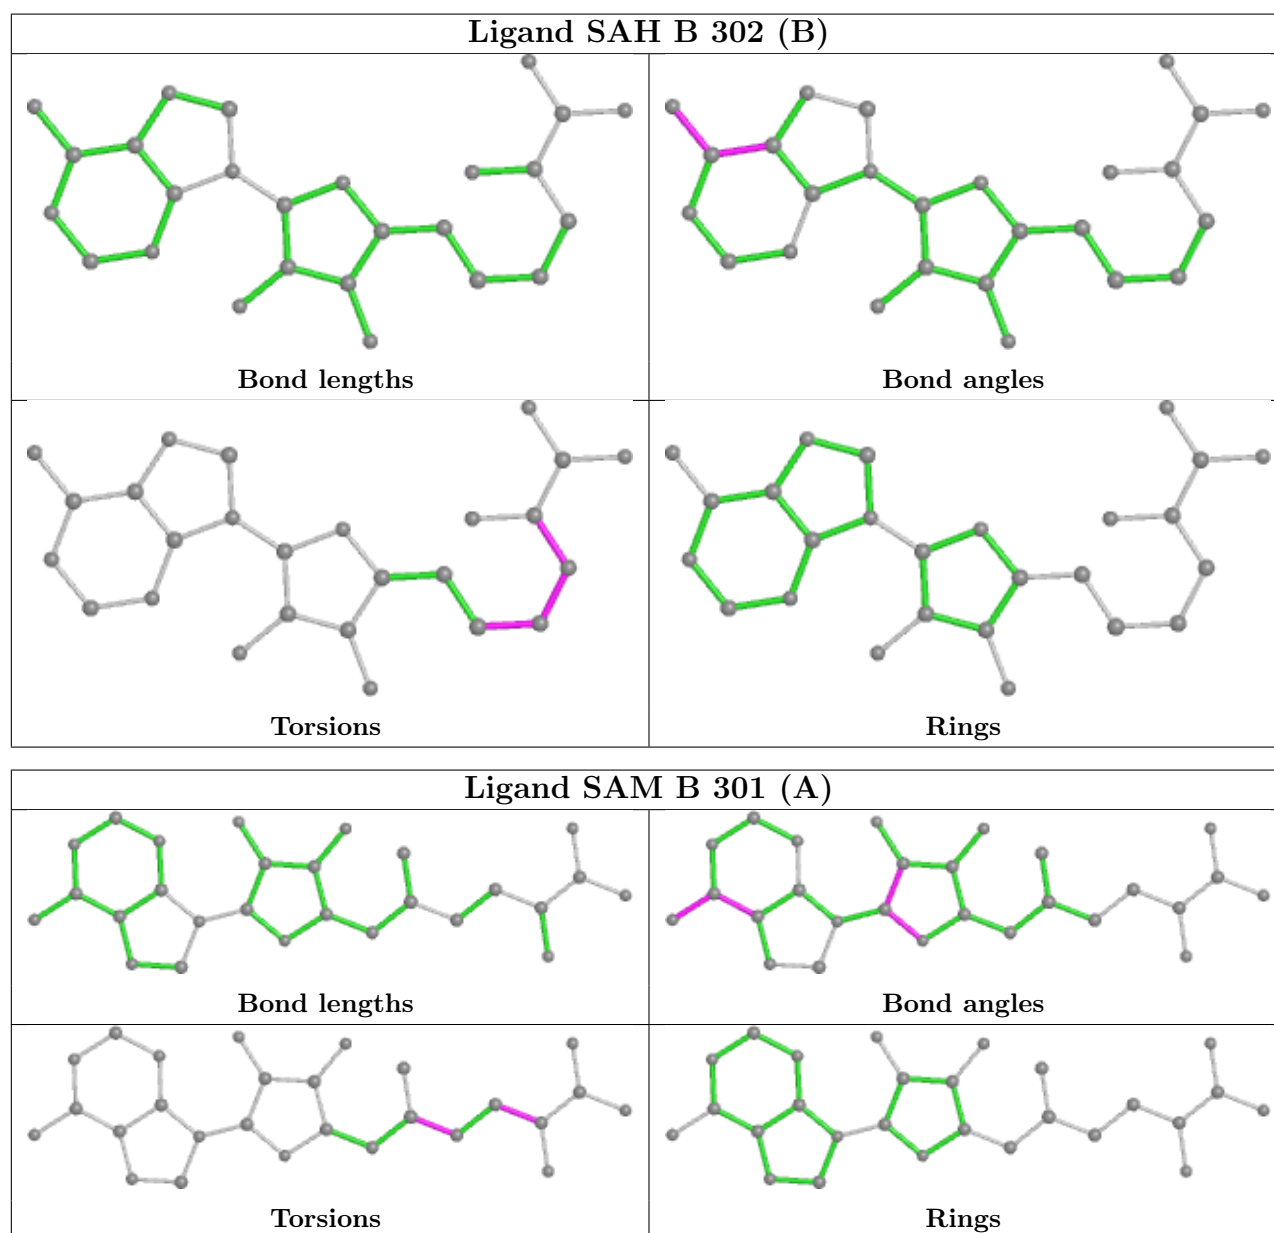 Ligand SAH B 302 (B)
Bond lengths
Bond angles
Torsions
Rings
Ligand SAM B 301 (A)
Bond lengths
Bond angles
Torsions
Rings